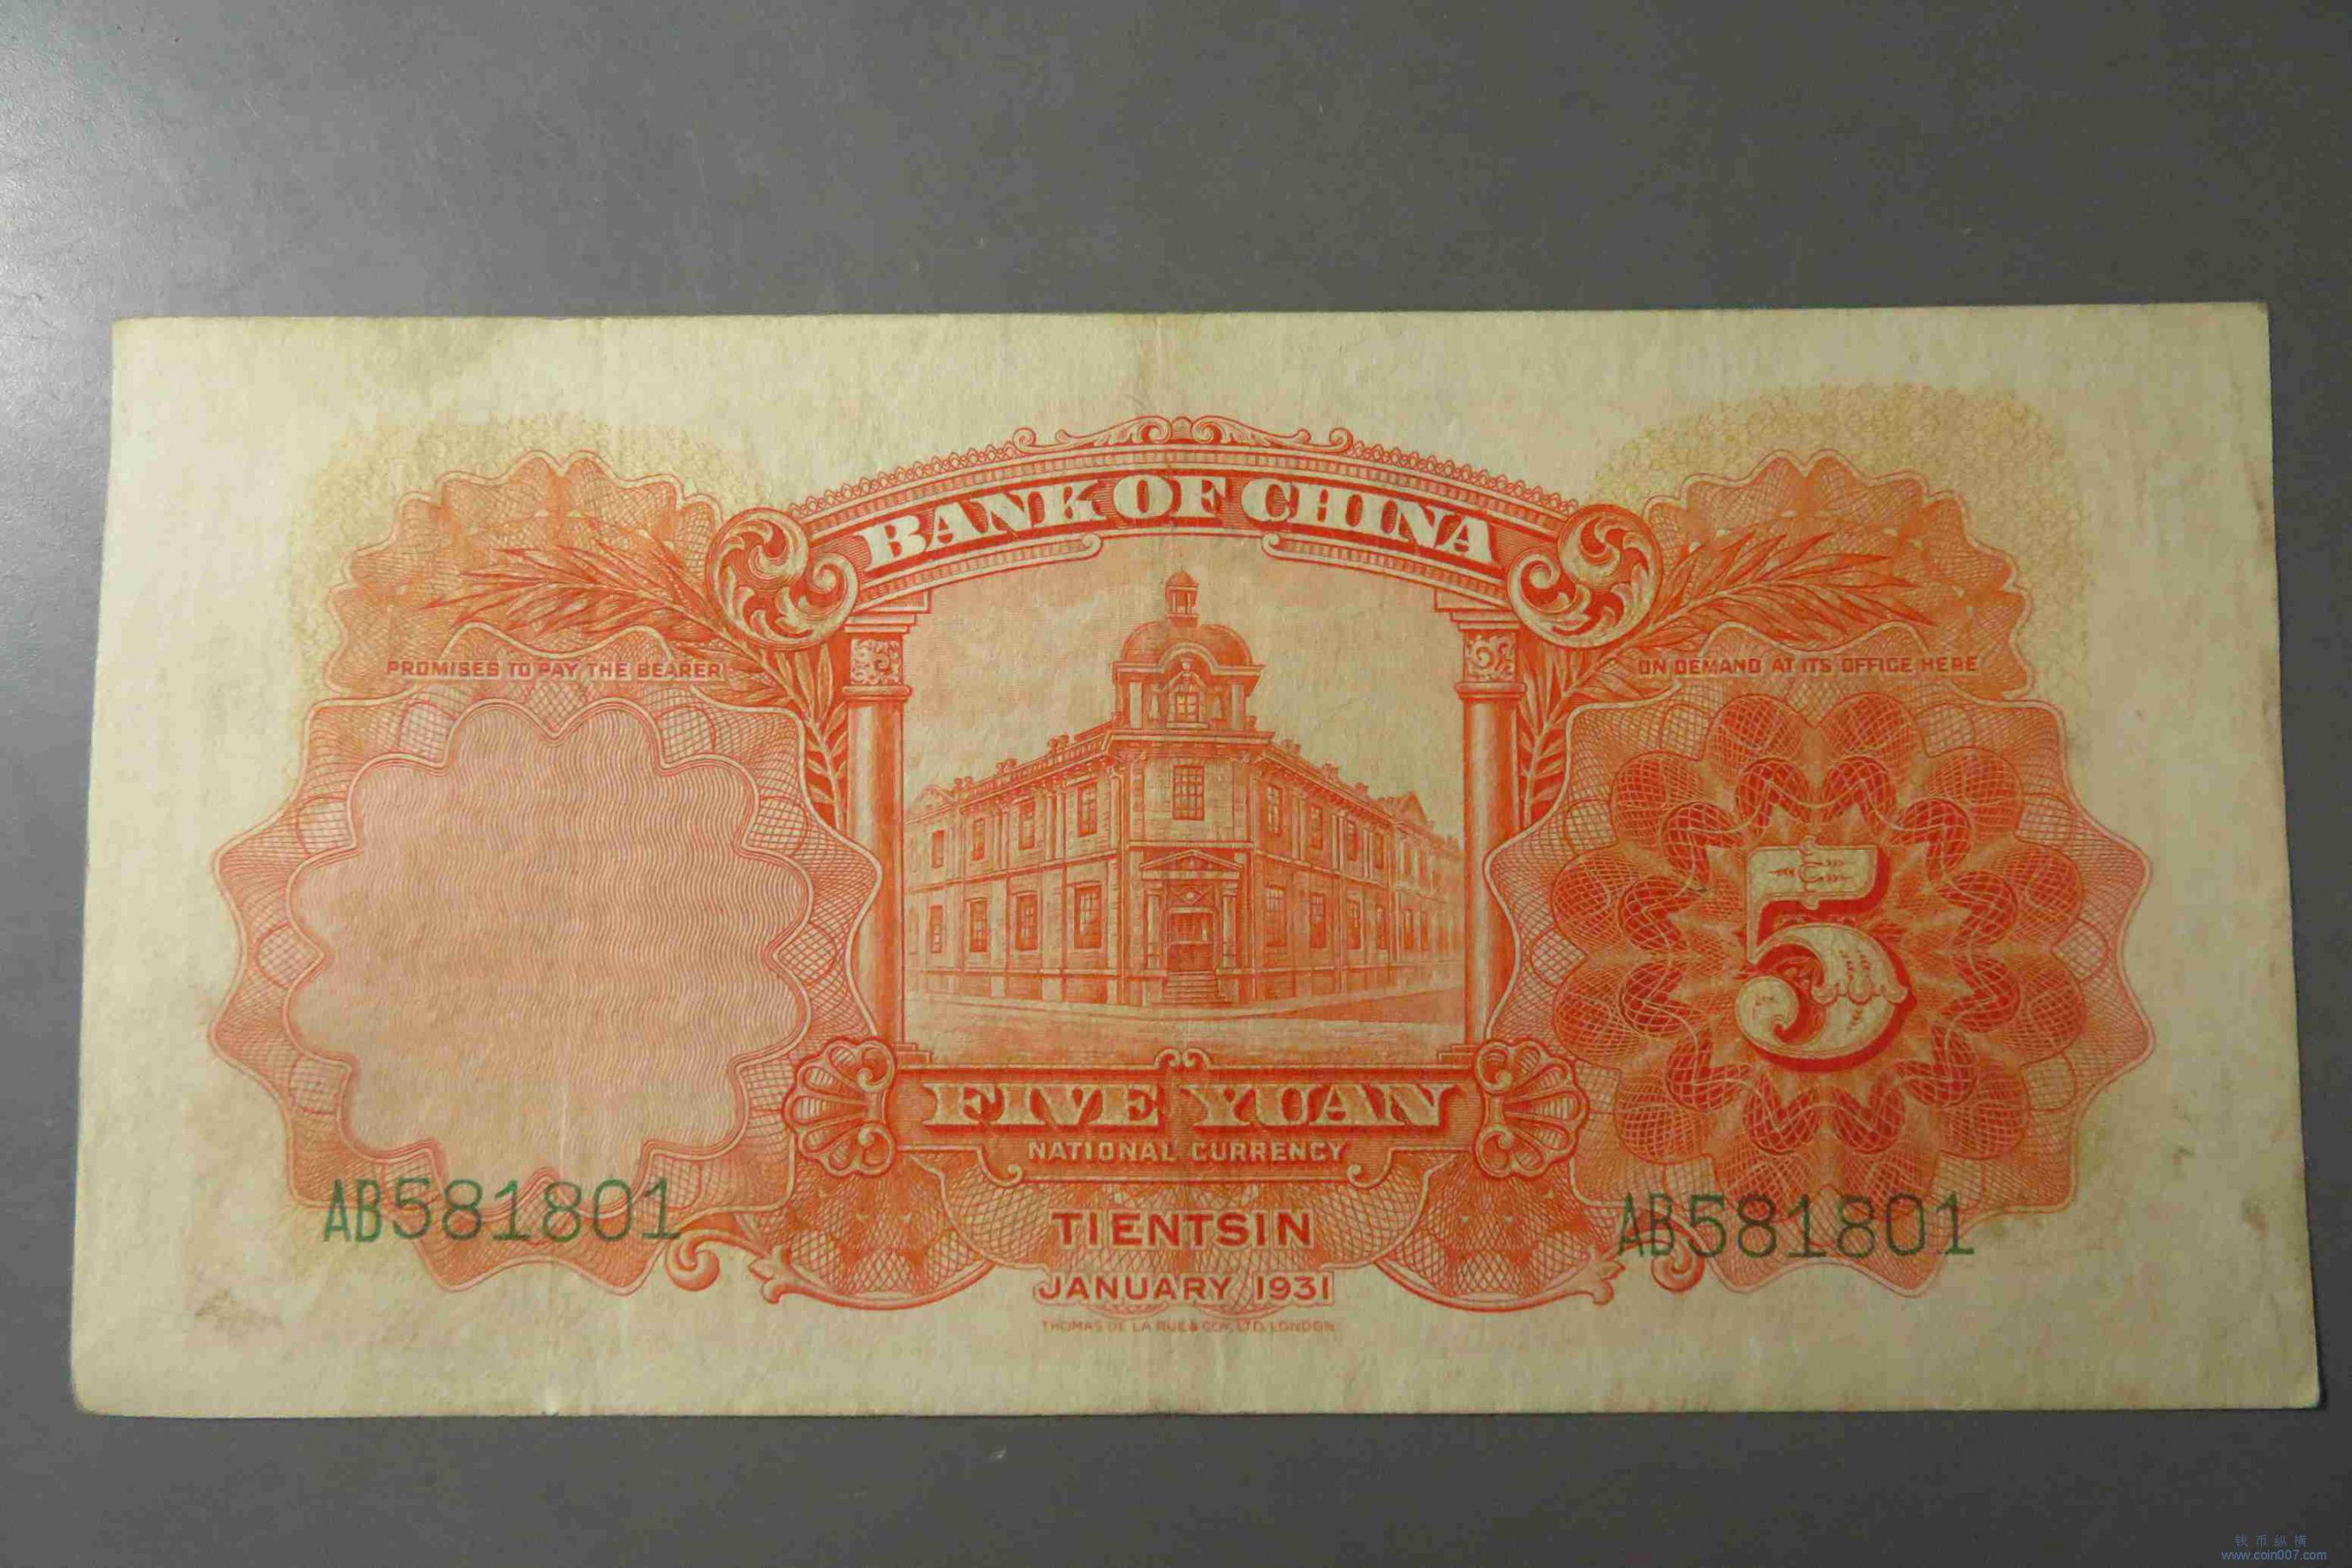 BANK OF CHINA
PROMISES TO PAY THE BEARER
ON DEMAND AT ITS OFFICE HERE
5
FIVE YUAN
NATIONAL CURRENCY
AB581801
AB581801
TIENTSIN
JANUARY 1931
THOMAS DE LA RUE & COY, LTD. LONDON.
钱币纵横
www.coin007.com